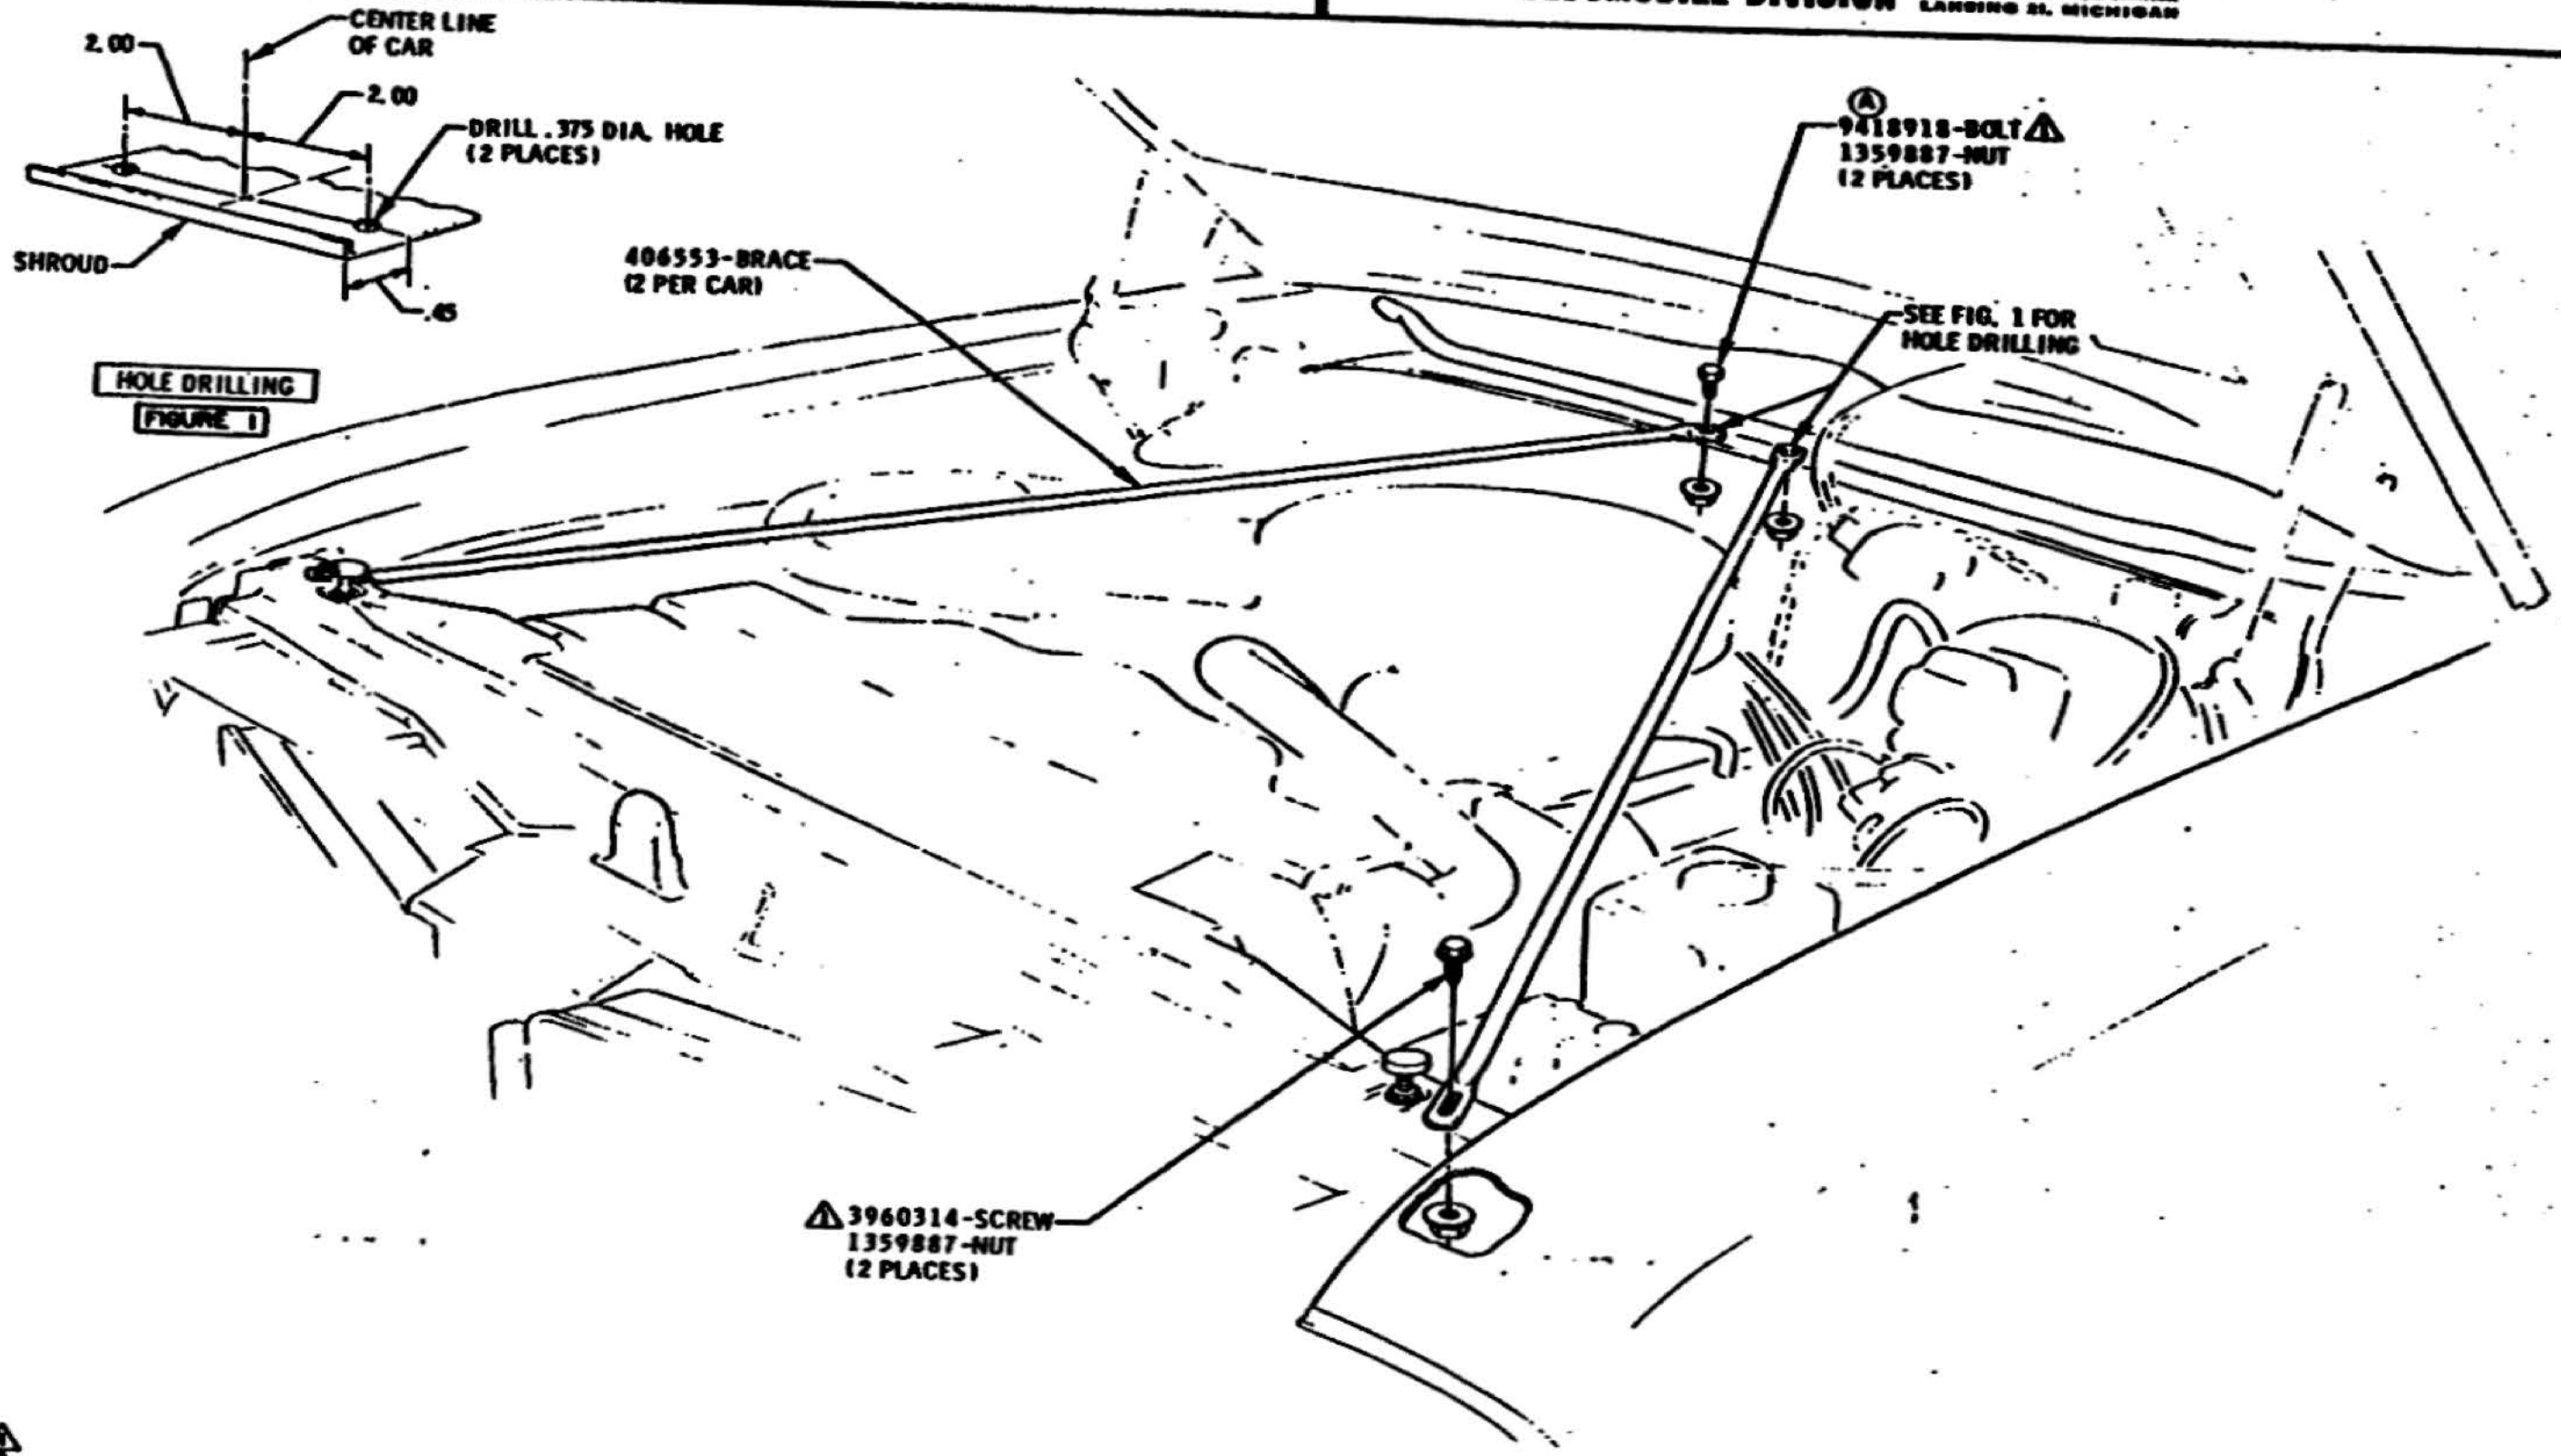 DIVISION LANSING 21, MICHIGAN
CENTER LINE
OF CAR
2.00
2.00
DRILL .375 DIA. HOLE
(2 PLACES)
SHROUD
.45
HOLE DRILLING
FIGURE 1
406553-BRACE
(2 PER CAR)
A
9418918-BOLT
1359887-NUT
(2 PLACES)
SEE FIG. 1 FOR
HOLE DRILLING
3960314-SCREW
1359887-NUT
(2 PLACES)